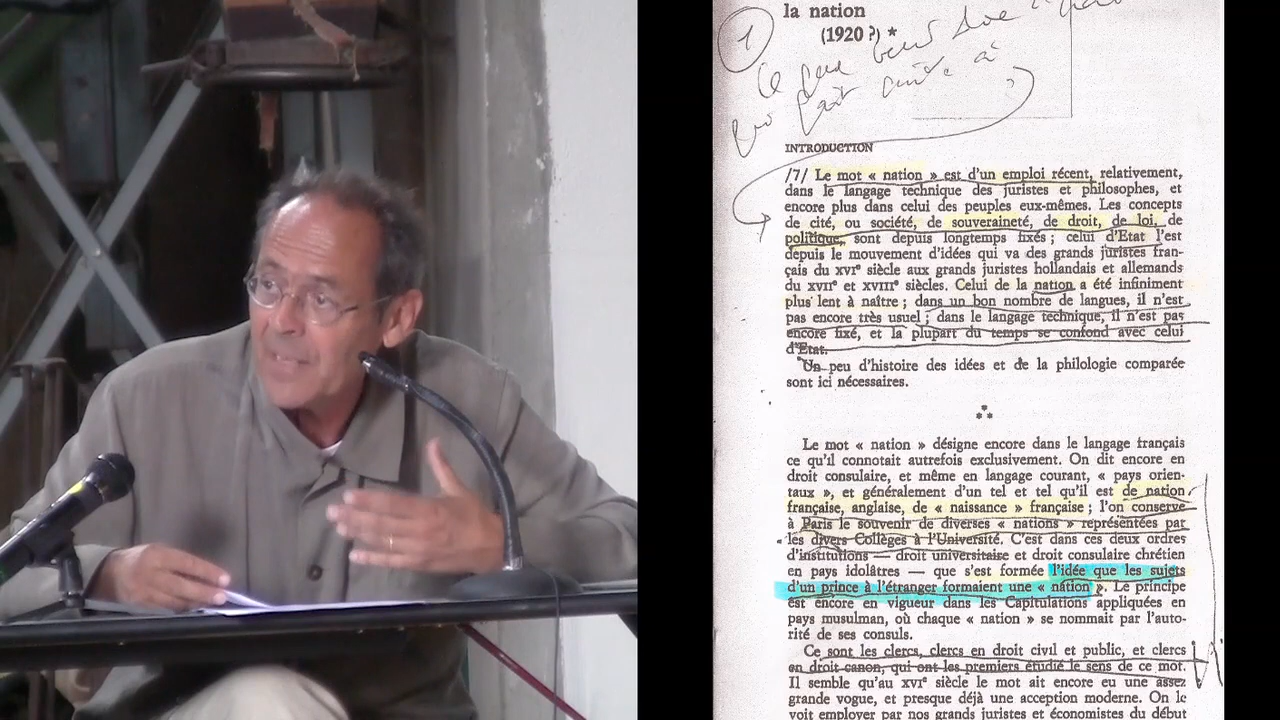 la nation
(1920 ?) *
1
INTRODUCTION
/7/ Le mot « nation » est d'un emploi récent, relativement,
dans le langage technique des juristes et philosophes, et
encore plus dans celui des peuples eux-mêmes. Les concepts
de cité, ou société, de souveraineté, de droit, de loi, de
politique, sont depuis longtemps fixés ; celui d'Etat l'est
depuis le mouvement d'idées qui va des grands juristes fran-
çais du XVIe siècle aux grands juristes hollandais et allemands
du XVIIe et XVIIIe siècles. Celui de la nation a été infiniment
plus lent à naître ; dans un bon nombre de langues, il n'est
pas encore très usuel ; dans le langage technique, il n'est pas
encore fixé, et la plupart du temps se confond avec celui
d'Etat.
Un peu d'histoire des idées et de la philologie comparée
sont ici nécessaires.
Le mot « nation » désigne encore dans le langage français
ce qu'il connotait autrefois exclusivement. On dit encore en
droit consulaire, et même en langage courant, « pays orien-
taux », et généralement d'un tel et tel qu'il est de nation
française, anglaise, de « naissance » française ; l'on conserve
à Paris le souvenir de diverses « nations » représentées par
les divers Collèges à l'Université. C'est dans ces deux ordres
d'institutions — droit universitaire et droit consulaire chrétien
en pays idolâtres — que s'est formée l'idée que les sujets
d'un prince à l'étranger formaient une « nation ». Le principe
est encore en vigueur dans les Capitulations appliquées en
pays musulman, où chaque « nation » se nommait par l'auto-
rité de ses consuls.
Ce sont les clercs, clercs en droit civil et public, et clercs
en droit canon, qui ont les premiers étudié le sens de ce mot.
Il semble qu'au XVIe siècle le mot ait encore eu une assez
grande vogue, et presque déjà une acception moderne. On le
voit employer par nos grands juristes et économistes du début